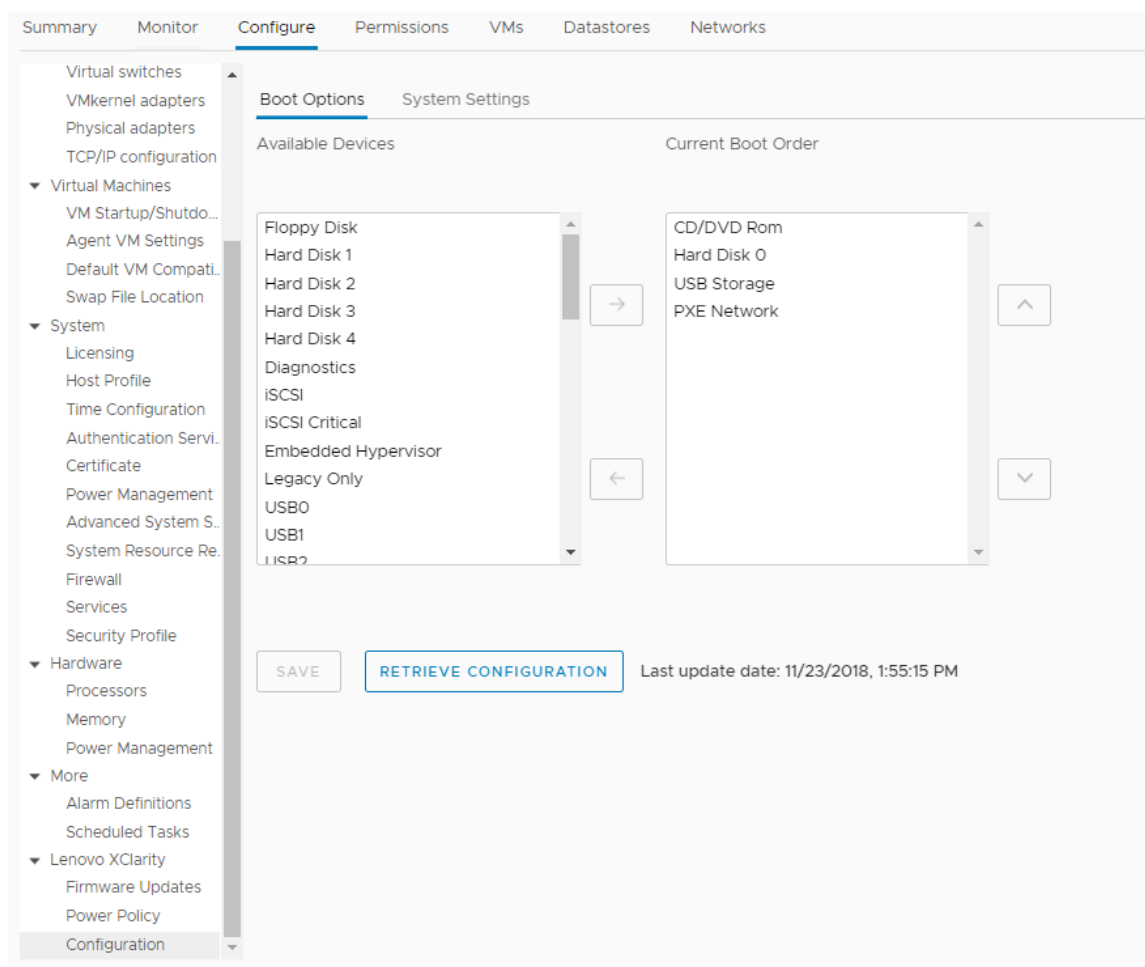 Summary Monitor Configure Permissions VMs Datastores Networks
Virtual switches
VMkernel adapters
Physical adapters
TCP/IP configuration
Virtual Machines
VM Startup/Shutdo...
Agent VM Settings
Default VM Compati..
Swap File Location
System
Licensing
Host Profile
Time Configuration
Authentication Servi..
Certificate
Power Management
Advanced System S..
System Resource Re.
Firewall
Services
Security Profile
Hardware
Processors
Memory
Power Management
More
Alarm Definitions
Scheduled Tasks
Lenovo XClarity
Firmware Updates
Power Policy
Configuration
Boot Options System Settings
Available Devices
Floppy Disk
Hard Disk 1
Hard Disk 2
Hard Disk 3
Hard Disk 4
Diagnostics
iSCSI
iSCSI Critical
Embedded Hypervisor
Legacy Only
USB0
USB1
USB2
Current Boot Order
CD/DVD Rom
Hard Disk 0
USB Storage
PXE Network
SAVE RETRIEVE CONFIGURATION Last update date: 11/23/2018, 1:55:15 PM